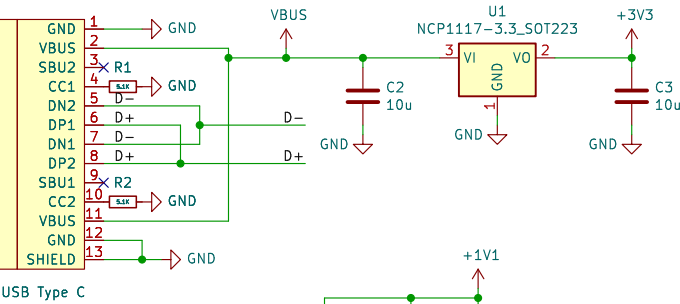 VBUS
U1
NCP1117-3.3_SOT223
+3V3
GND 1 GND
VBUS 2
SBU2 3 R1
CC1 4 5.1K GND
DN2 5 D-
DP1 6 D+ D-
DN1 7 D-
DP2 8 D+ D+
SBU1 9 R2
CC2 10 5.1K GND
VBUS 11
GND 12
SHIELD 13 GND
USB Type C
3 VI VO 2
GND
1
GND
C2
10u
GND
C3
10u
GND
+1V1